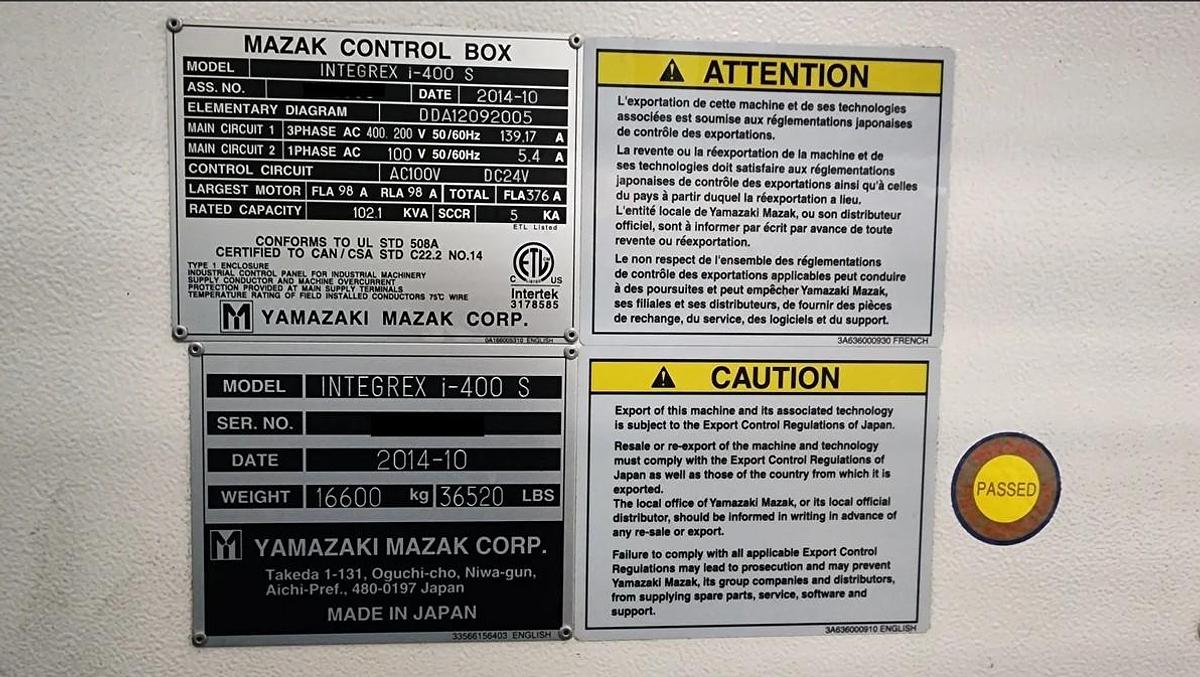 MAZAK CONTROL BOX
MODEL INTEGREX i-400 S
ASS. NO. DATE 2014-10
ELEMENTARY DIAGRAM DDA12092005
MAIN CIRCUIT 1 3PHASE AC 400, 200 V 50/60Hz 139.17 A
MAIN CIRCUIT 2 1PHASE AC 100 V 50/60Hz 5.4 A
CONTROL CIRCUIT AC100V DC24V
LARGEST MOTOR FLA 98 A RLA 98 A TOTAL FLA376 A
RATED CAPACITY 102.1 KVA SCCR 5 KA
ETL Listed
CONFORMS TO UL STD 508A
CERTIFIED TO CAN/CSA STD C22.2 NO.14
TYPE 1 ENCLOSURE
INDUSTRIAL CONTROL PANEL FOR INDUSTRIAL MACHINERY
SUPPLY CONDUCTOR AND MACHINE OVERCURRENT
PROTECTION PROVIDED AT MAIN SUPPLY TERMINALS
TEMPERATURE RATING OF FIELD INSTALLED CONDUCTORS 75℃ WIRE
ETL
C US
Intertek
3178585
YAMAZAKI MAZAK CORP.
0A166005310 ENGLISH
ATTENTION
L'exportation de cette machine et de ses technologies
associées est soumise aux réglementations japonaises
de contrôle des exportations.
La revente ou la réexportation de la machine et de
ses technologies doit satisfaire aux réglementations
japonaises de contrôle des exportations ainsi qu'à celles
du pays à partir duquel la réexportation a lieu.
L'entité locale de Yamazaki Mazak, ou son distributeur
officiel, sont à informer par écrit par avance de toute
revente ou réexportation.
Le non respect de l'ensemble des réglementations
de contrôle des exportations applicables peut conduire
à des poursuites et peut empêcher Yamazaki Mazak,
ses filiales et ses distributeurs, de fournir des pièces
de rechange, du service, des logiciels et du support.
3A636000930 FRENCH
MODEL INTEGREX i-400 S
SER. NO.
DATE 2014-10
WEIGHT 16600 kg 36520 LBS
YAMAZAKI MAZAK CORP.
Takeda 1-131, Oguchi-cho, Niwa-gun,
Aichi-Pref., 480-0197 Japan
MADE IN JAPAN
33566156403 ENGLISH
CAUTION
Export of this machine and its associated technology
is subject to the Export Control Regulations of Japan.
Resale or re-export of the machine and technology
must comply with the Export Control Regulations of
Japan as well as those of the country from which it is
exported.
The local office of Yamazaki Mazak, or its local official
distributor, should be informed in writing in advance of
any re-sale or export.
Failure to comply with all applicable Export Control
Regulations may lead to prosecution and may prevent
Yamazaki Mazak, its group companies and distributors,
from supplying spare parts, service, software and
support.
3A636000910 ENGLISH
PASSED